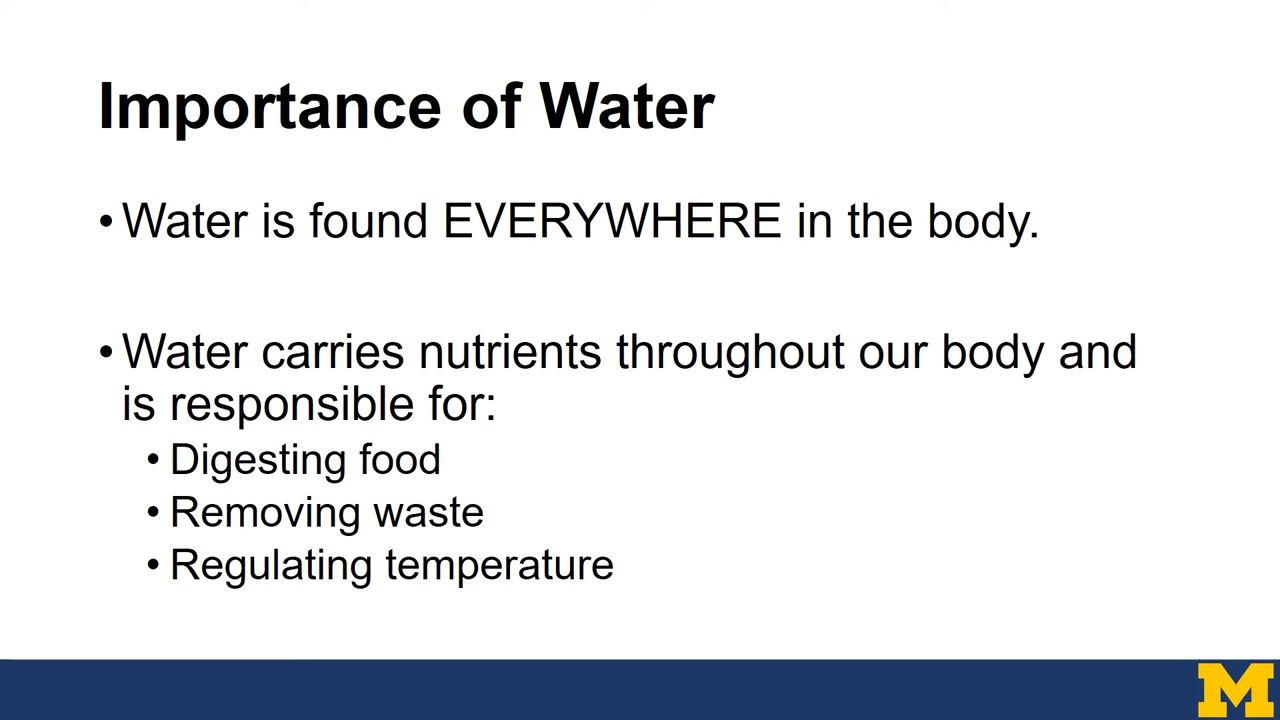 Importance of Water
• Water is found EVERYWHERE in the body.
• Water carries nutrients throughout our body and
is responsible for:
• Digesting food
• Removing waste
• Regulating temperature
M